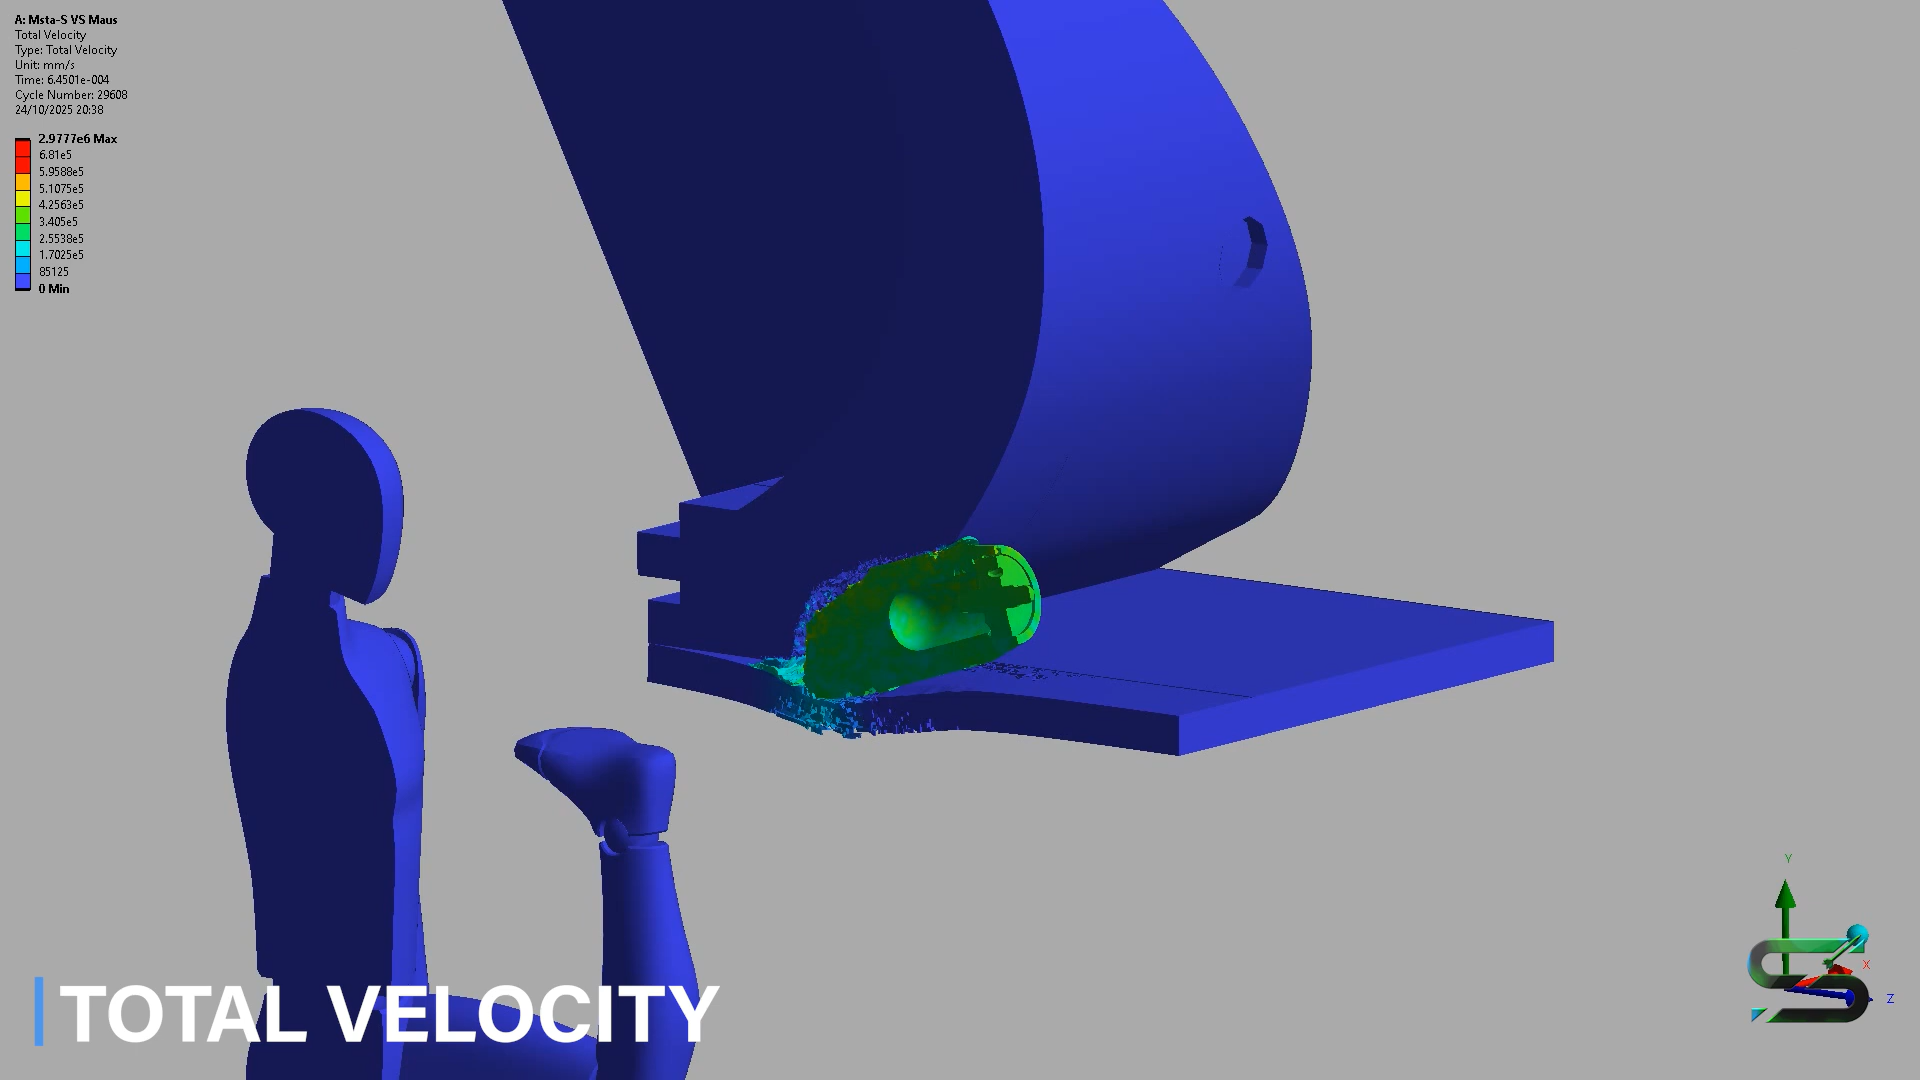 A: Msta-S VS Maus
Total Velocity
Type: Total Velocity
Unit: mm/s
Time: 6.4501e-004
Cycle Number: 29608
24/10/2025 20:38
2.9777e6 Max
6.81e5
5.9588e5
5.1075e5
4.2563e5
3.405e5
2.5538e5
1.7025e5
85125
0 Min
Y
X
Z
TOTAL VELOCITY